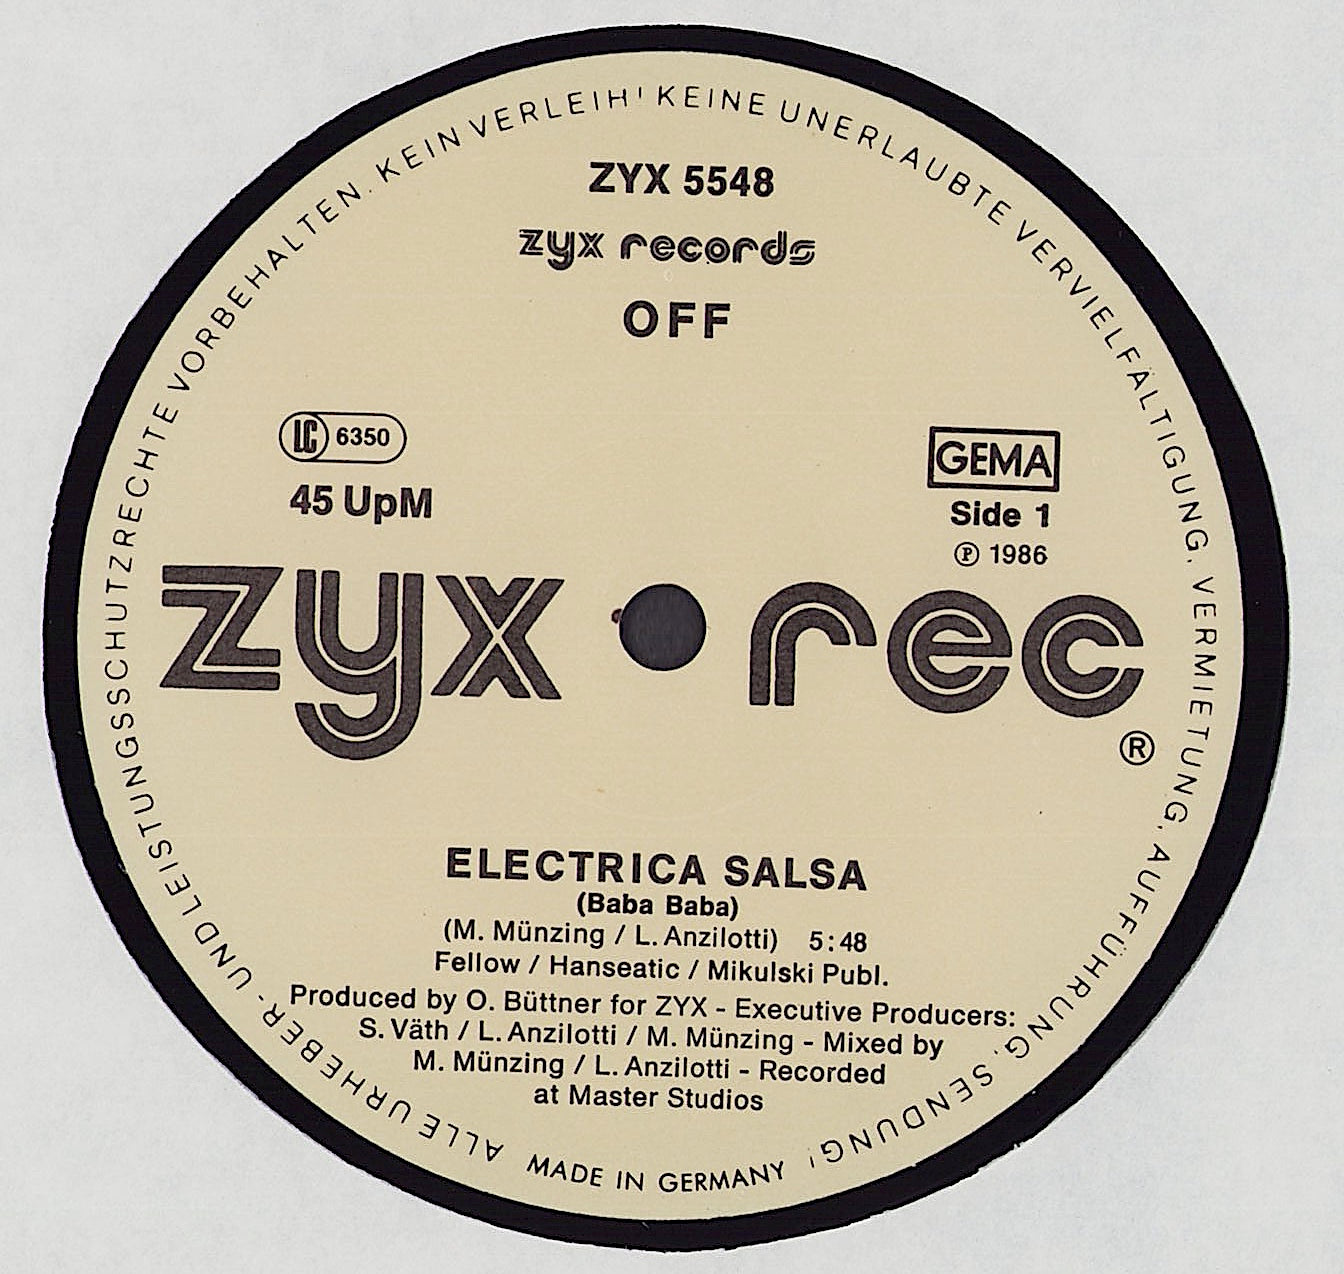 ALLE URHEBER- UND LEISTUNGSSCHUTZRECHTE VORBEHALTEN. KEIN VERLEIH! KEINE UNERLAUBTE VERVIELFÄLTIGUNG, VERMIETUNG, AUFFÜHRUNG, SENDUNG!
ZYX 5548
zyx records
OFF
LC 6350
GEMA
45 UpM
Side 1
℗ 1986
zyx rec
®
ELECTRICA SALSA
(Baba Baba)
(M. Münzing / L. Anzilotti) 5:48
Fellow / Hanseatic / Mikulski Publ.
Produced by O. Büttner for ZYX - Executive Producers:
S. Väth / L. Anzilotti / M. Münzing - Mixed by
M. Münzing / L. Anzilotti - Recorded
at Master Studios
MADE IN GERMANY